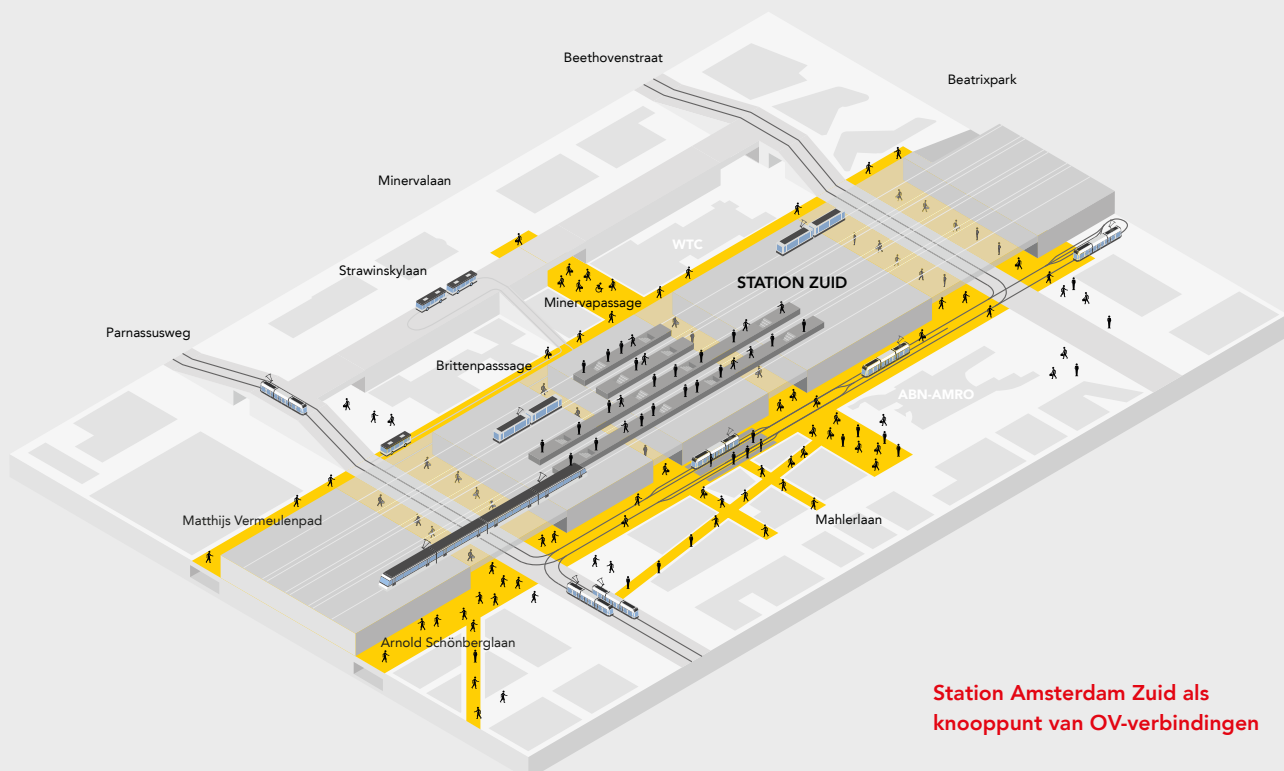 Beethovenstraat
Beatrixpark
Minervalaan
WTC
Strawinskylaan
STATION ZUID
Minervapassage
Parnassusweg
Brittenpasssage
ABN-AMRO
Matthijs Vermeulenpad
Mahlerlaan
Arnold Schönberglaan
Station Amsterdam Zuid als
knooppunt van OV-verbindingen